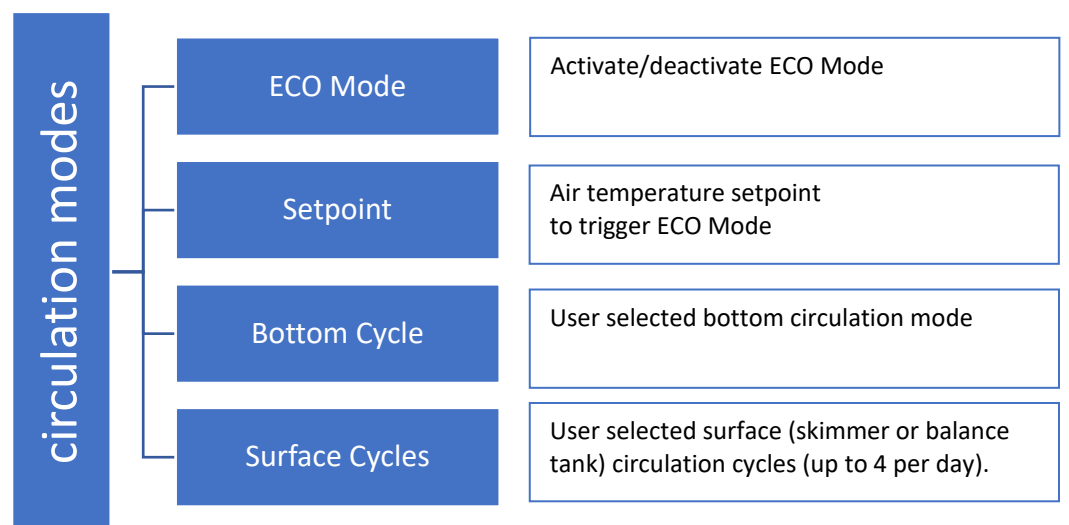 circulation modes
ECO Mode
Activate/deactivate ECO Mode
Setpoint
Air temperature setpoint
to trigger ECO Mode
Bottom Cycle
User selected bottom circulation mode
Surface Cycles
User selected surface (skimmer or balance
tank) circulation cycles (up to 4 per day).